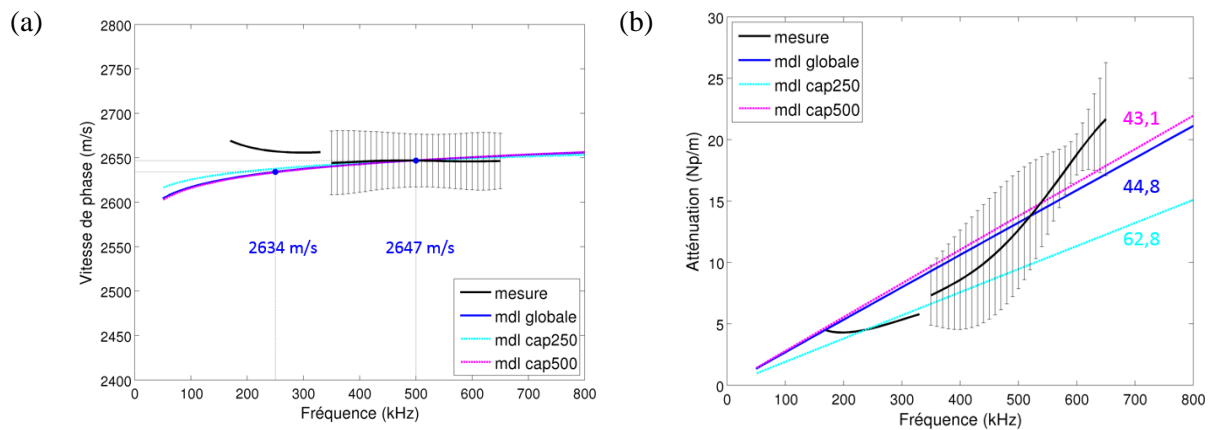 (a)
2800
2750
2700
2650
2600
2550
2500
2450
2400
0
100
200
300
400
500
600
700
800
Vitesse de phase (m/s)
Fréquence (kHz)
2634 m/s
2647 m/s
mesure
mdl globale
mdl cap250
mdl cap500
(b)
30
25
20
15
10
5
0
0
100
200
300
400
500
600
700
800
Atténuation (Np/m)
Fréquence (kHz)
mesure
mdl globale
mdl cap250
mdl cap500
43,1
44,8
62,8